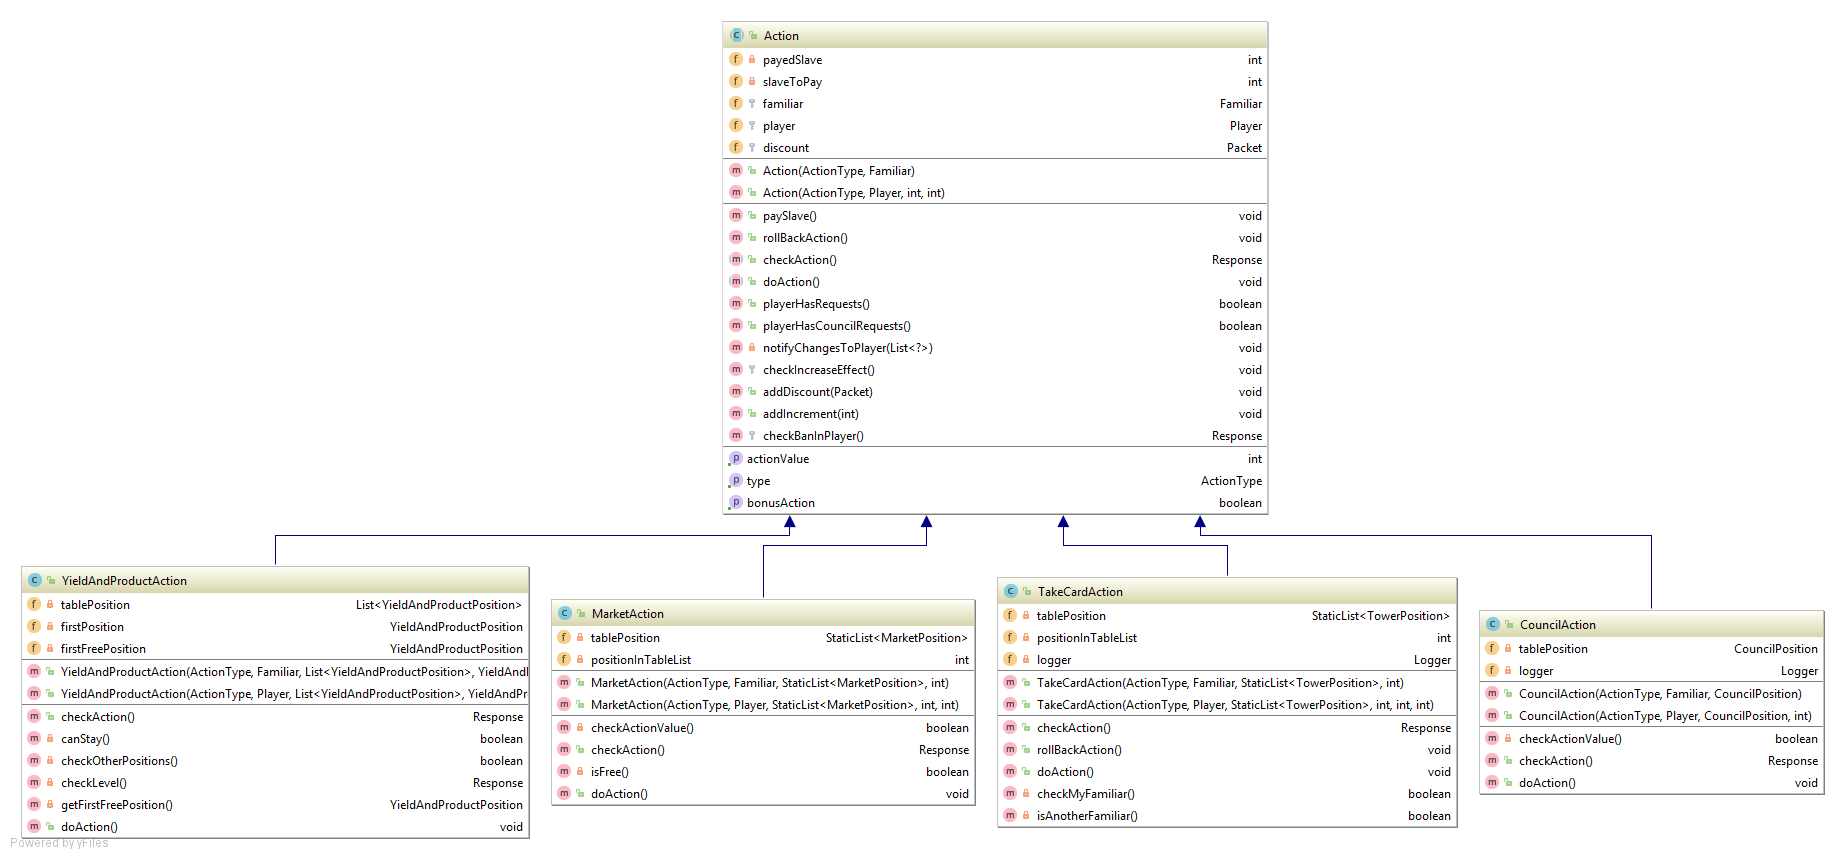 Action
payedSlave int
slaveToPay int
familiar Familiar
player Player
discount Packet
Action(ActionType, Familiar)
Action(ActionType, Player, int, int)
paySlave() void
rollBackAction() void
checkAction() Response
doAction() void
playerHasRequests() boolean
playerHasCouncilRequests() boolean
notifyChangesToPlayer(List<?>) void
checkIncreaseEffect() void
addDiscount(Packet) void
addIncrement(int) void
checkBanInPlayer() Response
actionValue int
type ActionType
bonusAction boolean
YieldAndProductAction
tablePosition List<YieldAndProductPosition>
firstPosition YieldAndProductPosition
firstFreePosition YieldAndProductPosition
YieldAndProductAction(ActionType, Familiar, List<YieldAndProductPosition>, YieldAndl
YieldAndProductAction(ActionType, Player, List<YieldAndProductPosition>, YieldAndPr
checkAction() Response
canStay() boolean
checkOtherPositions() boolean
checkLevel() Response
getFirstFreePosition() YieldAndProductPosition
doAction() void
MarketAction
tablePosition StaticList<MarketPosition>
positionInTableList int
MarketAction(ActionType, Familiar, StaticList<MarketPosition>, int)
MarketAction(ActionType, Player, StaticList<MarketPosition>, int, int)
checkActionValue() boolean
checkAction() Response
isFree() boolean
doAction() void
TakeCardAction
tablePosition StaticList<TowerPosition>
positionInTableList int
logger Logger
TakeCardAction(ActionType, Familiar, StaticList<TowerPosition>, int)
TakeCardAction(ActionType, Player, StaticList<TowerPosition>, int, int, int)
checkAction() Response
rollBackAction() void
doAction() void
checkMyFamiliar() boolean
isAnotherFamiliar() boolean
CouncilAction
tablePosition CouncilPosition
logger Logger
CouncilAction(ActionType, Familiar, CouncilPosition)
CouncilAction(ActionType, Player, CouncilPosition, int)
checkActionValue() boolean
checkAction() Response
doAction() void
Powered by yFiles